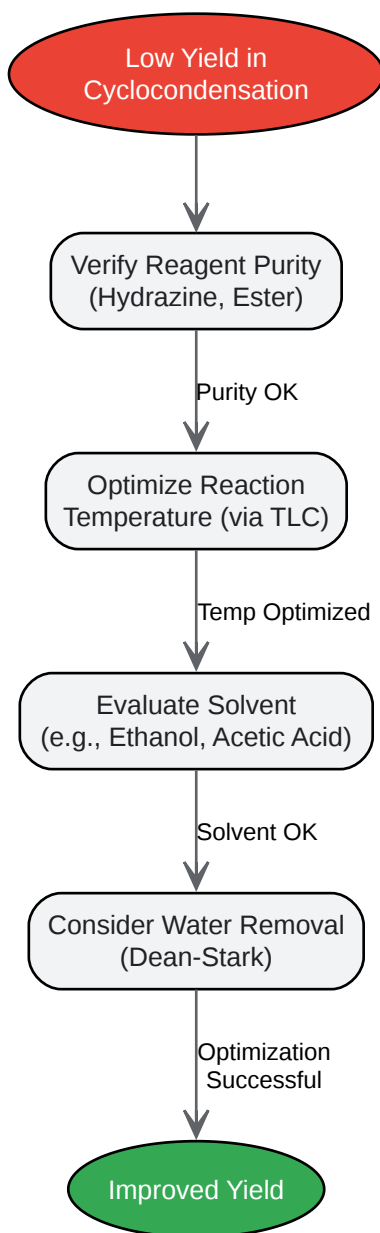 Low Yield in
Cyclocondensation
Verify Reagent Purity
(Hydrazine, Ester)
Purity OK
Optimize Reaction
Temperature (via TLC)
Temp Optimized
Evaluate Solvent
(e.g., Ethanol, Acetic Acid)
Solvent OK
Consider Water Removal
(Dean-Stark)
Optimization
Successful
Improved Yield